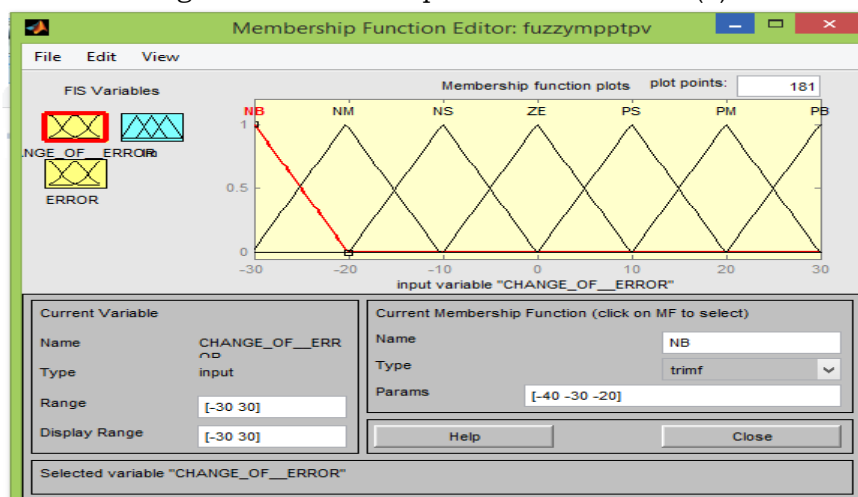 Membership Function Editor: fuzzympptpv
File Edit View
FIS Variables
Membership function plots plot points: 181
NB NM NS ZE PS PM PB
1
0.5
0
-30 -20 -10 0 10 20 30
input variable "CHANGE_OF__ERROR"
NGE_OF__ERROR
ERROR
Current Variable
Name CHANGE_OF__ERR
OR
Type input
Range [-30 30]
Display Range [-30 30]
Current Membership Function (click on MF to select)
Name NB
Type trimf
Params [-40 -30 -20]
Help Close
Selected variable "CHANGE_OF__ERROR"